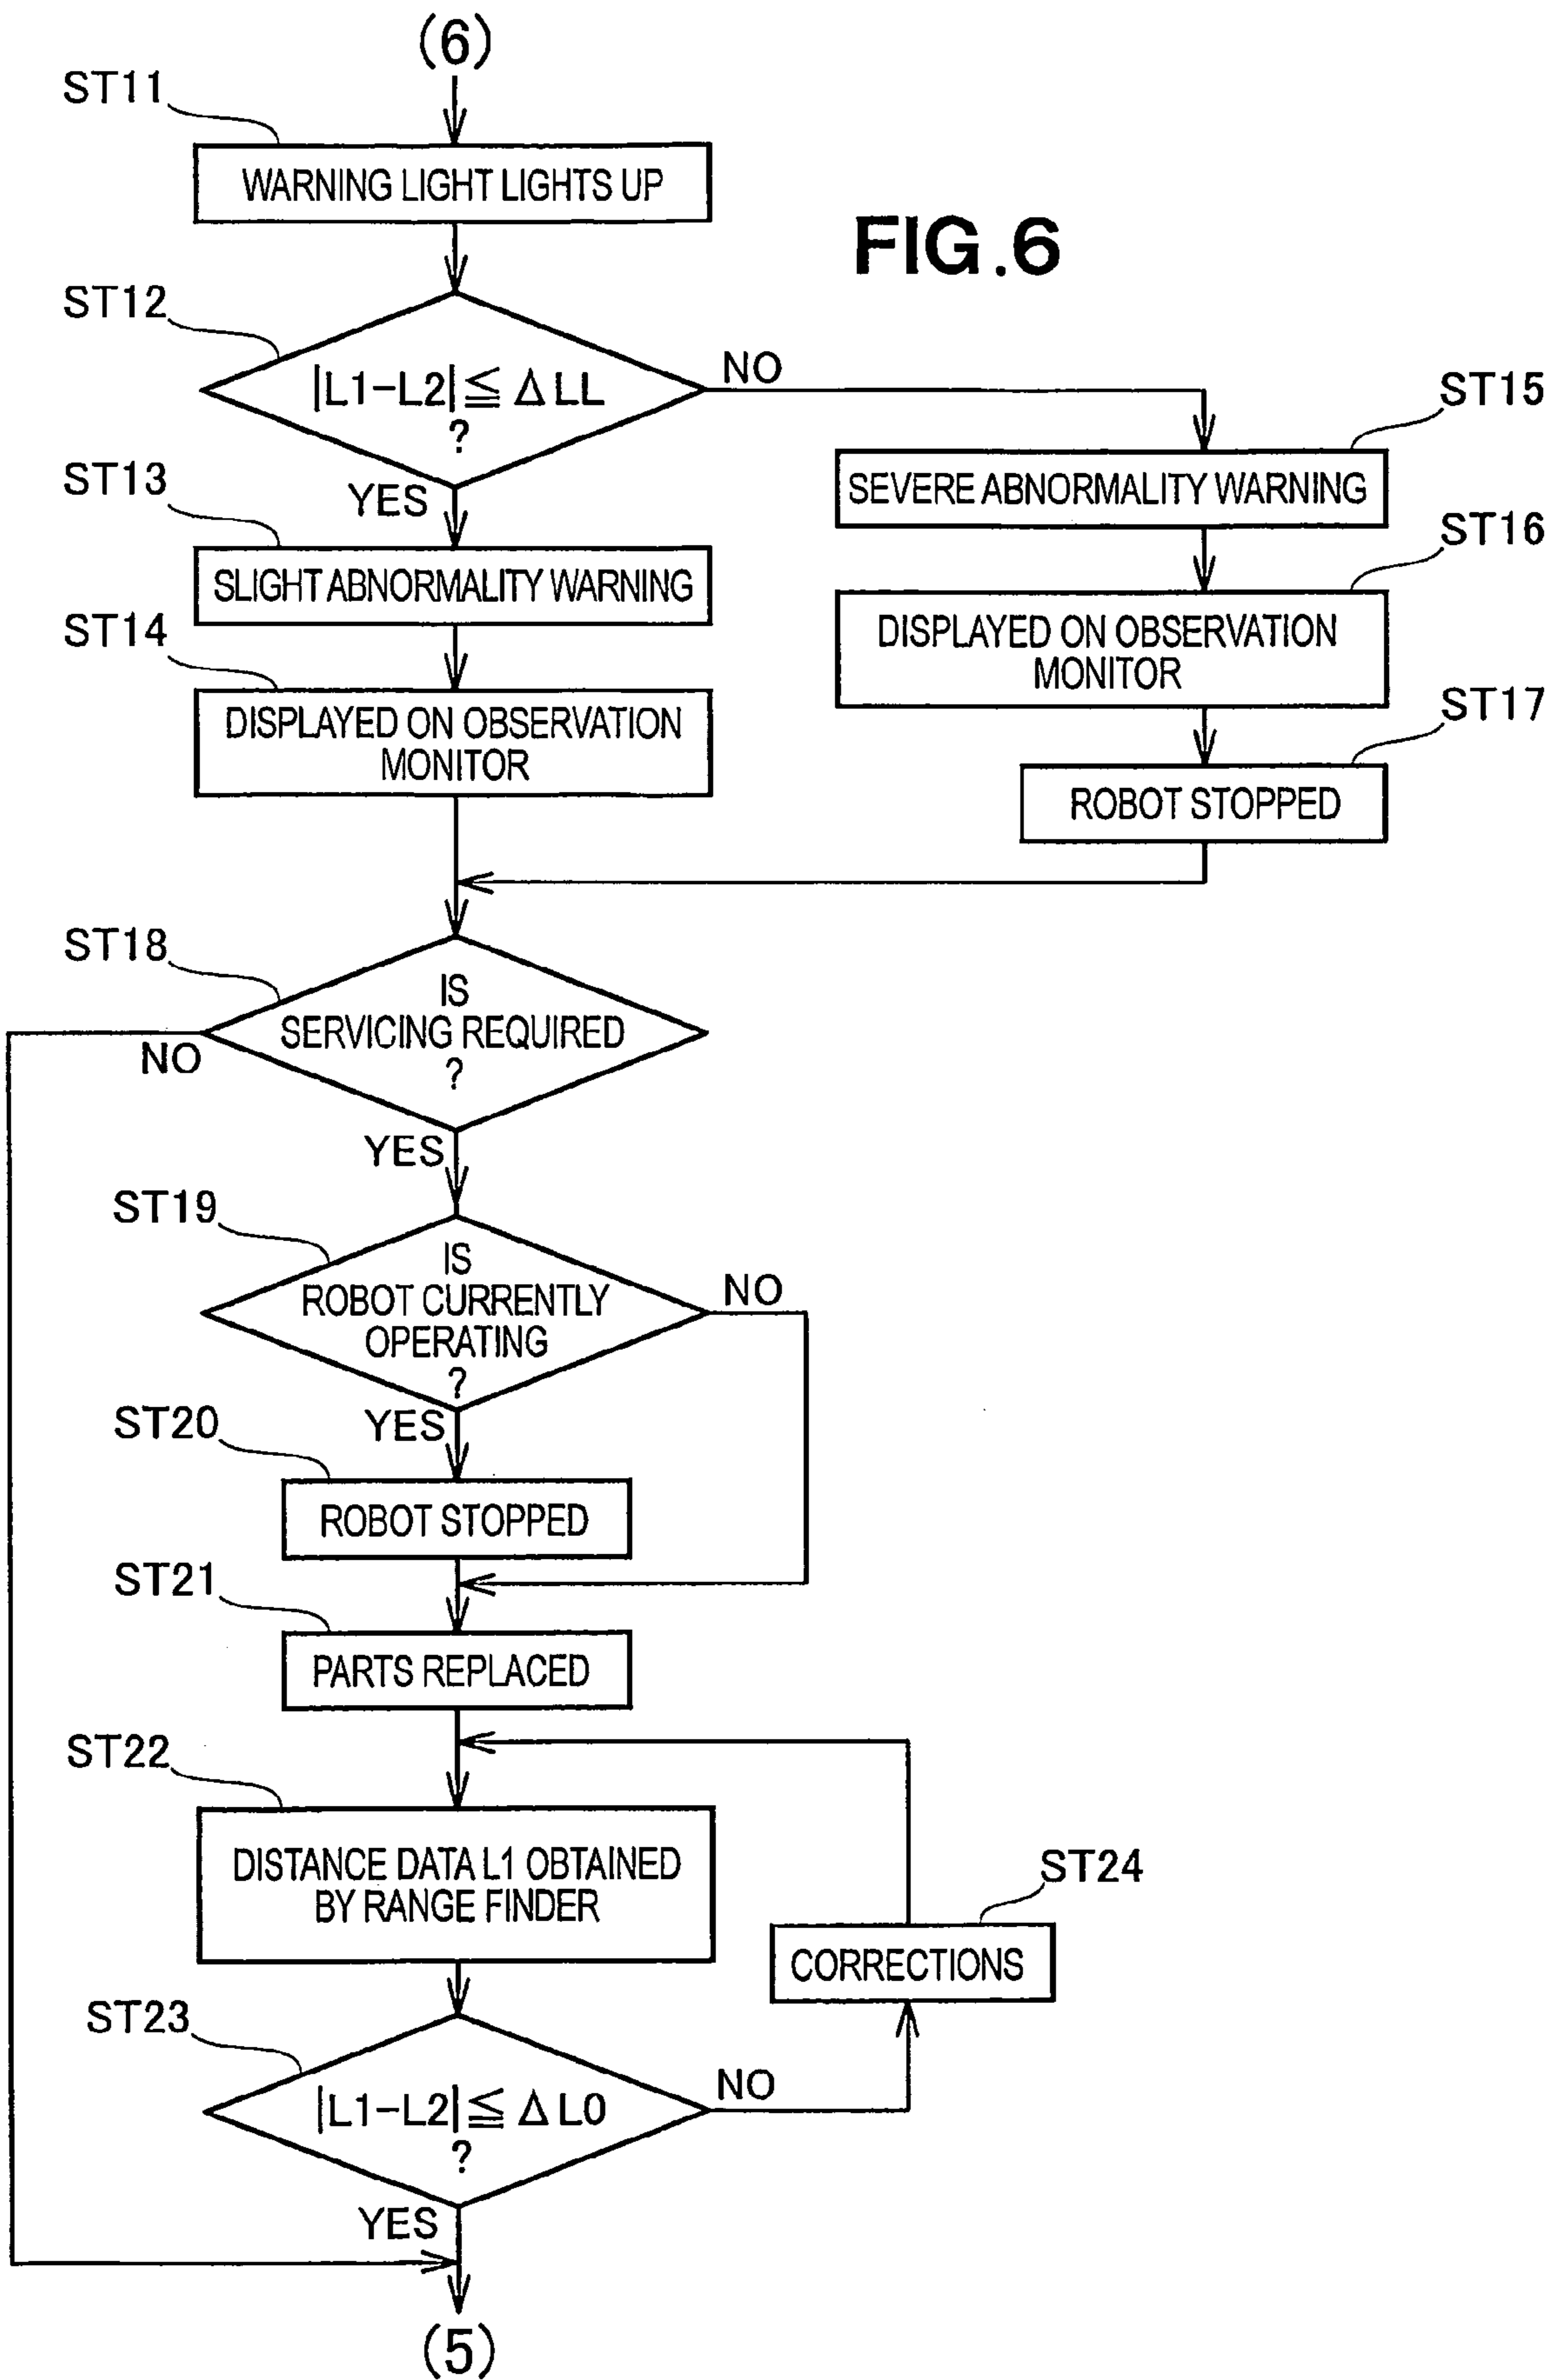 (6)
ST11
WARNING LIGHT LIGHTS UP
FIG.6
ST12
|L1-L2|≦ΔLL
?
NO
YES
ST15
SEVERE ABNORMALITY WARNING
ST13
SLIGHT ABNORMALITY WARNING
ST16
DISPLAYED ON OBSERVATION
MONITOR
ST14
DISPLAYED ON OBSERVATION
MONITOR
ST17
ROBOT STOPPED
ST18
IS
SERVICING REQUIRED
?
NO
YES
ST19
IS
ROBOT CURRENTLY
OPERATING
?
NO
YES
ST20
ROBOT STOPPED
ST21
PARTS REPLACED
ST22
DISTANCE DATA L1 OBTAINED
BY RANGE FINDER
ST24
CORRECTIONS
ST23
|L1-L2|≦ΔL0
?
NO
YES
(5)